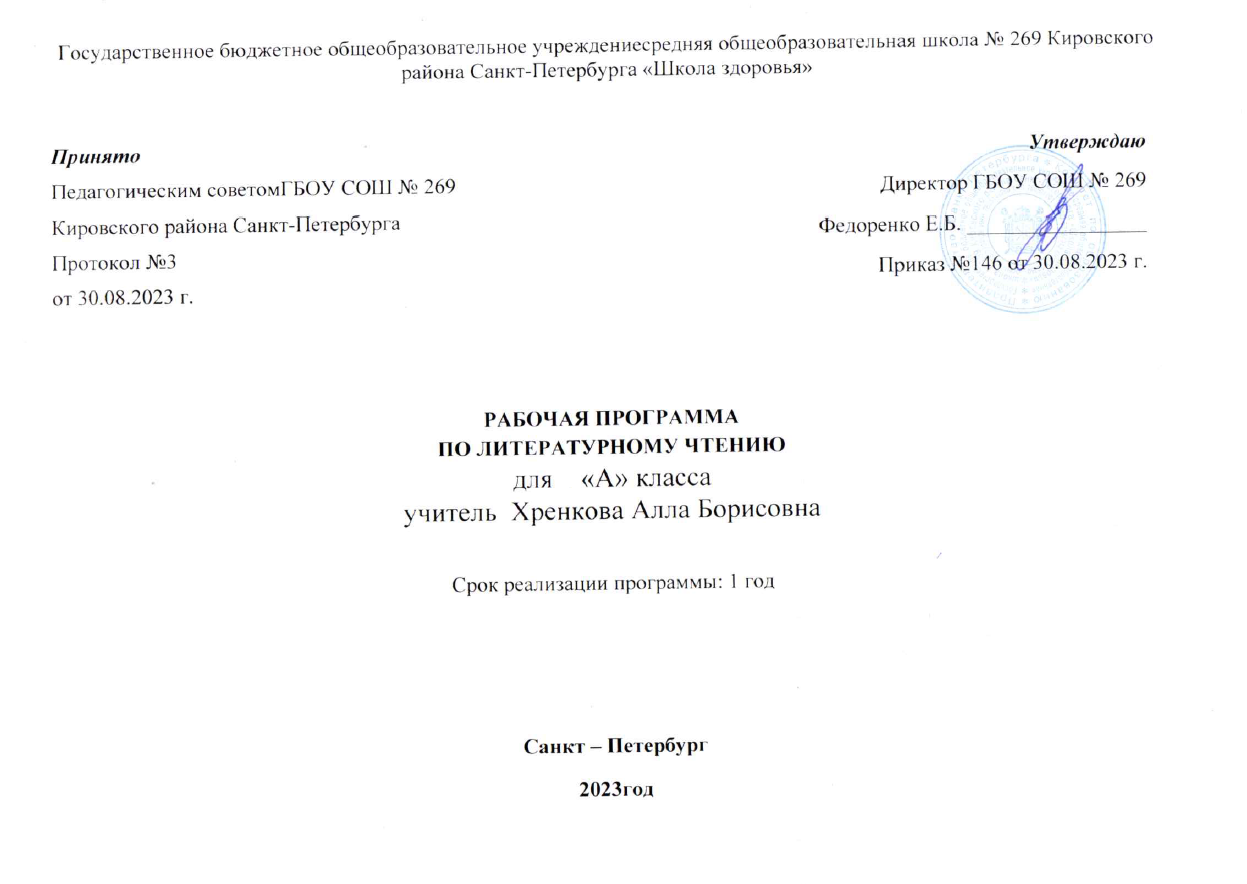 Государственное бюджетное общеобразовательное учреждениесредняя общеобразовательная школа № 269 Кировского
района Санкт-Петербурга «Школа здоровья»
Принято
Педагогическим советомГБОУ СОШ № 269
Кировского района Санкт-Петербурга
Протокол №3
от 30.08.2023 г.
Утверждаю
Директор ГБОУ СОШ № 269
Федоренко Е.Б. ________________
Приказ №146 от 30.08.2023 г.
РАБОЧАЯ ПРОГРАММА
ПО ЛИТЕРАТУРНОМУ ЧТЕНИЮ
для «А» класса
учитель Хренкова Алла Борисовна
Срок реализации программы: 1 год
Санкт – Петербург
2023год